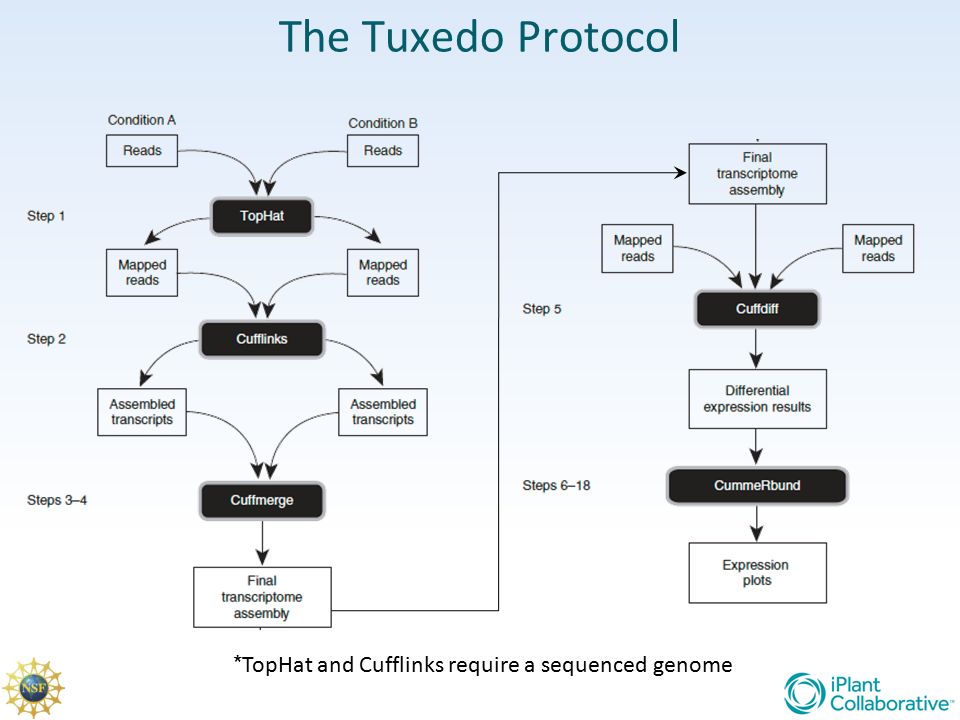 The Tuxedo Protocol
Condition A
Condition B
Reads
Reads
Step 1
TopHat
Mapped
reads
Mapped
reads
Step 2
Cufflinks
Assembled
transcripts
Assembled
transcripts
Steps 3–4
Cuffmerge
Final
transcriptome
assembly
Final
transcriptome
assembly
Mapped
reads
Mapped
reads
Step 5
Cuffdiff
Differential
expression results
Steps 6–18
CummeRbund
Expression
plots
*TopHat and Cufflinks require a sequenced genome
NSF
iPlant
Collaborative™